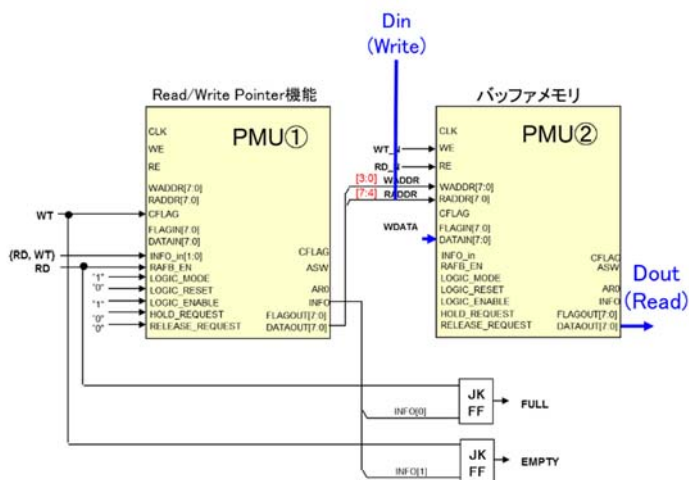 Din
(Write)
Read/Write Pointer機能
バッファメモリ
CLK
PMU①
WE
RE
WADDR[7:0]
RADDR[7:0]
WT
CFLAG
FLAGIN[7:0]
DATAIN[7:0]
{RD, WT}
INFO_in[1:0]
CFLAG
RD
RAFB_EN
ASW
"1"
LOGIC_MODE
"0"
LOGIC_RESET
AR0
"1"
LOGIC_ENABLE
INFO
"0"
HOLD_REQUEST
FLAGOUT[7:0]
"0"
RELEASE_REQUEST
DATAOUT[7:0]
CLK
PMU②
WT_N
WE
RD_N
RE
[3:0] WADDR
WADDR[7:0]
[7:4] RADDR
RADDR[7:0]
CFLAG
WDATA
FLAGIN[7:0]
DATAIN[7:0]
INFO_in
CFLAG
RAFB_EN
ASW
LOGIC_MODE
LOGIC_RESET
AR0
LOGIC_ENABLE
INFO
HOLD_REQUEST
FLAGOUT[7:0]
RELEASE_REQUEST
DATAOUT[7:0]
Dout
(Read)
JK
FF
FULL
INFO[0]
JK
FF
EMPTY
INFO[1]